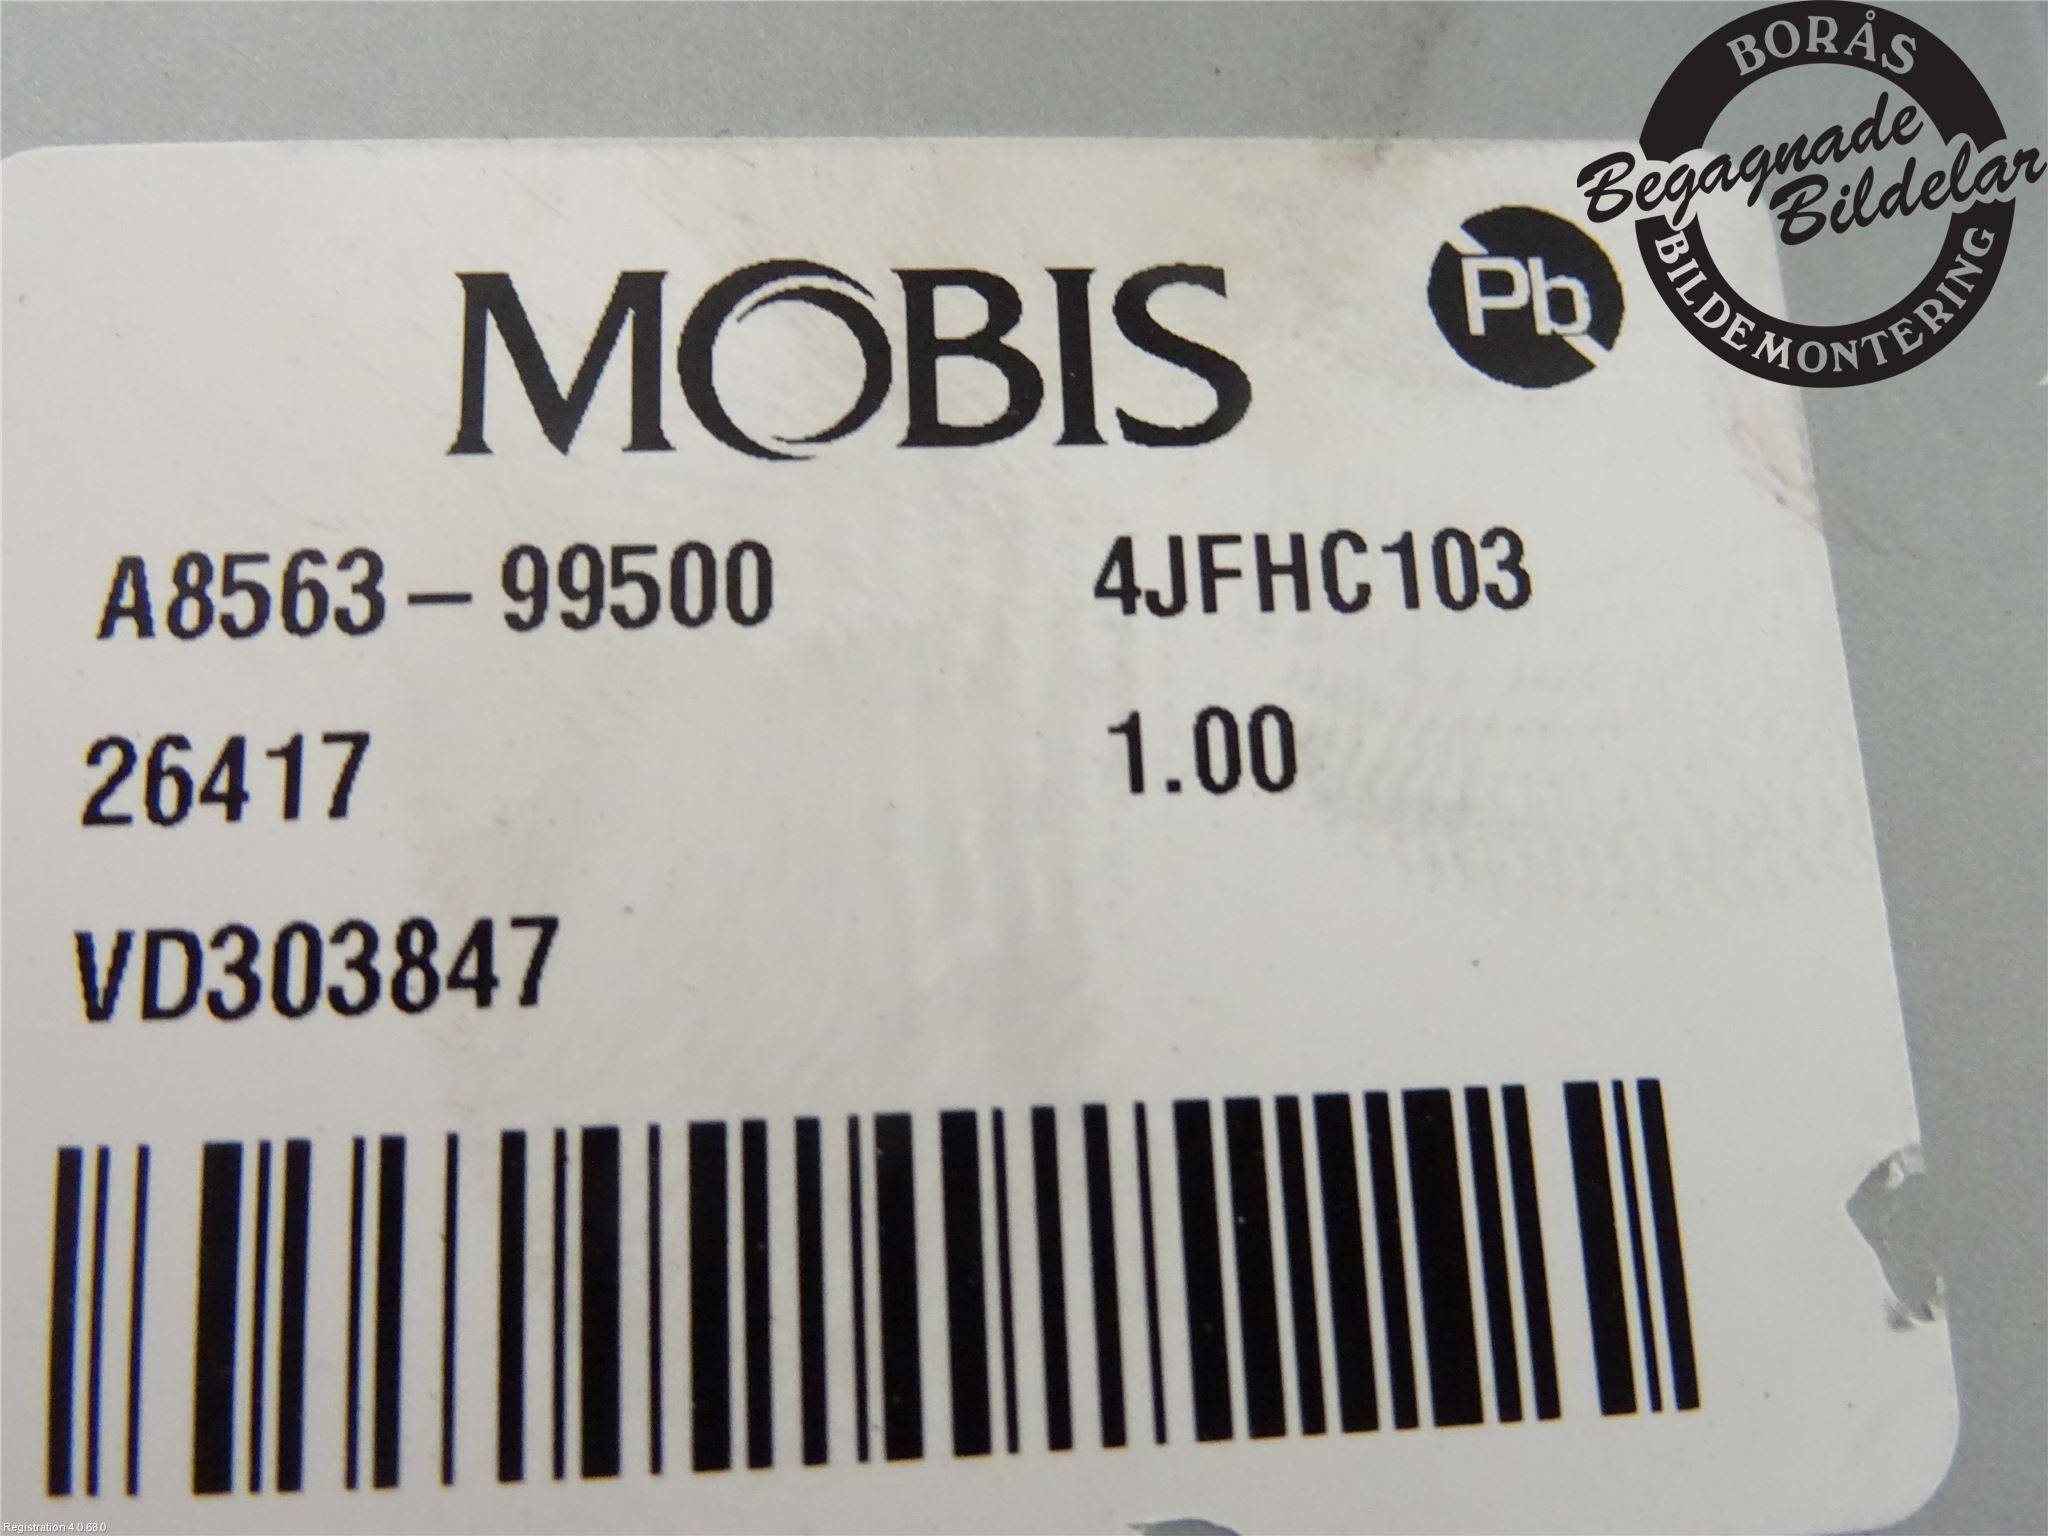 BORÅS
Begagnade
Bildelar
BILDEMONTERING
MOBIS
Pb
A8563-99500 4JFHC103
26417 1.00
VD303847
Registration 4.0.68.0